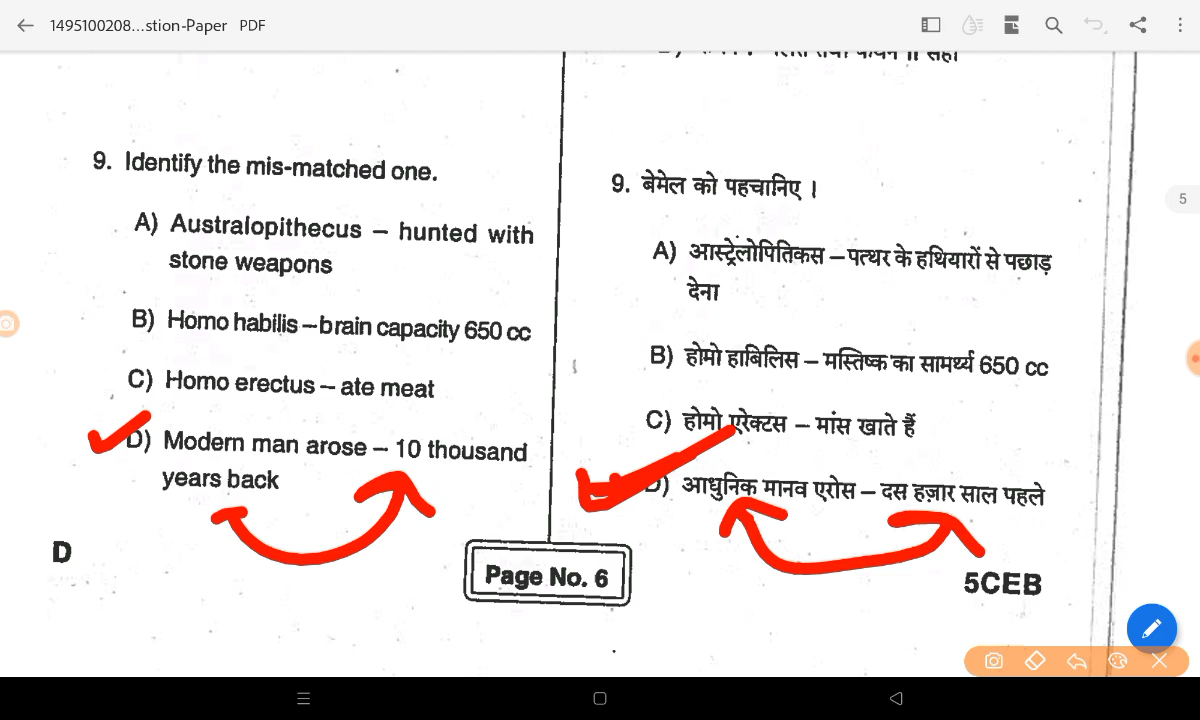 1495100208...stion-Paper PDF
9. Identify the mis-matched one.
A) Australopithecus – hunted with
stone weapons
B) Homo habilis – brain capacity 650 cc
C) Homo erectus – ate meat
D) Modern man arose – 10 thousand
years back
D
Page No. 6
9. बेमेल को पहचानिए ।
A) आस्ट्रेलोपितिकस – पत्थर के हथियारों से पछाड़
देना
B) होमो हाबिलिस – मस्तिष्क का सामर्थ्य 650 cc
C) होमो एरेक्टस – मांस खाते हैं
D) आधुनिक मानव एरोस – दस हज़ार साल पहले
5CEB
5